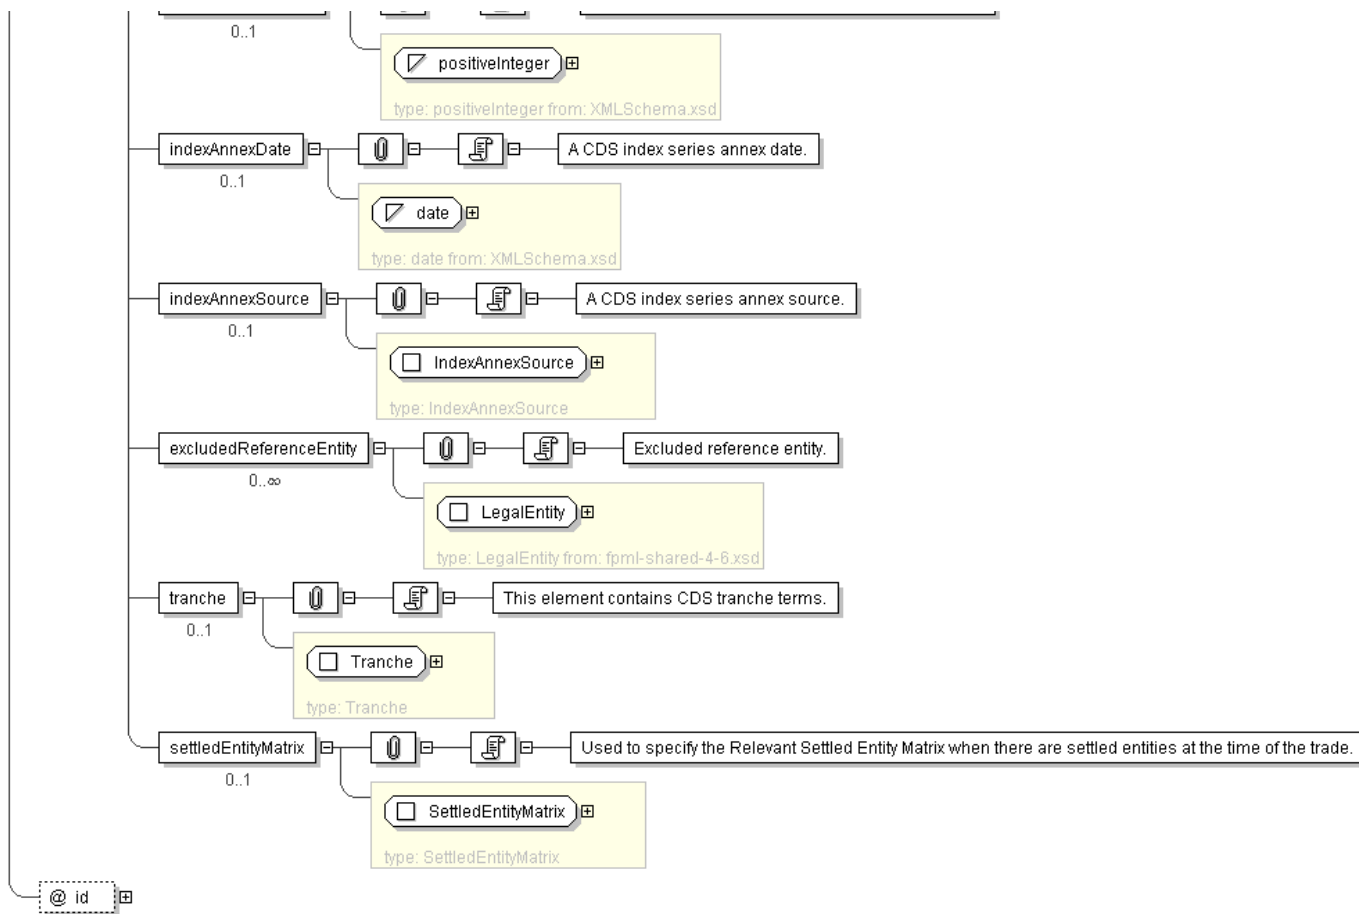 0..1
positiveInteger
type: positiveInteger from: XMLSchema.xsd
indexAnnexDate
A CDS index series annex date.
0..1
date
type: date from: XMLSchema.xsd
indexAnnexSource
A CDS index series annex source.
0..1
IndexAnnexSource
type: IndexAnnexSource
excludedReferenceEntity
Excluded reference entity.
0..∞
LegalEntity
type: LegalEntity from: fpml-shared-4-6.xsd
tranche
This element contains CDS tranche terms.
0..1
Tranche
type: Tranche
settledEntityMatrix
Used to specify the Relevant Settled Entity Matrix when there are settled entities at the time of the trade.
0..1
SettledEntityMatrix
type: SettledEntityMatrix
@ id